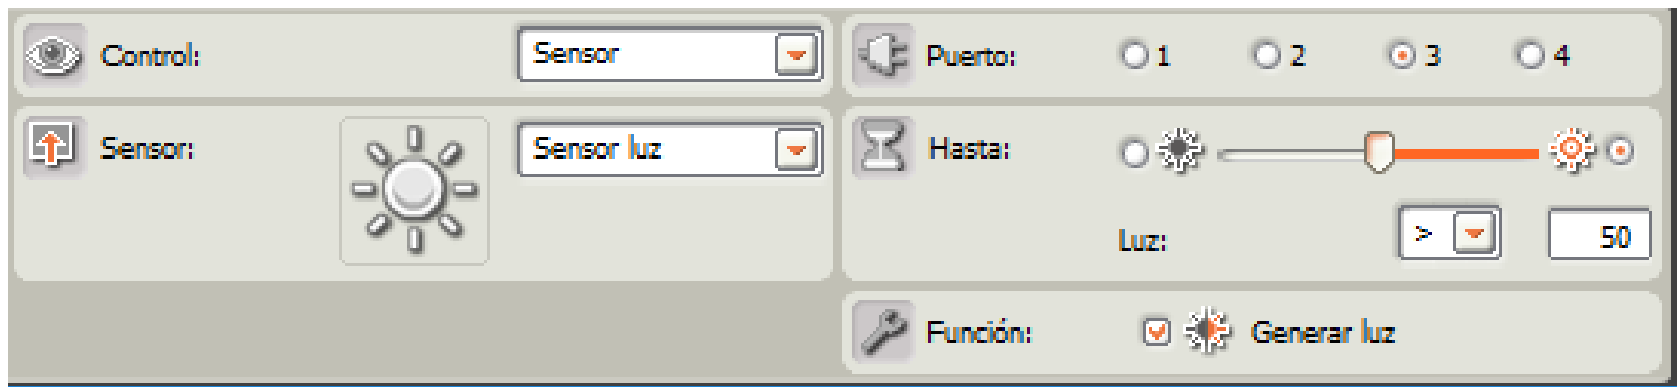 Control:
Sensor
Puerto:
1
2
3
4
Sensor:
Sensor luz
Hasta:
Luz:
>
50
Función:
Generar luz